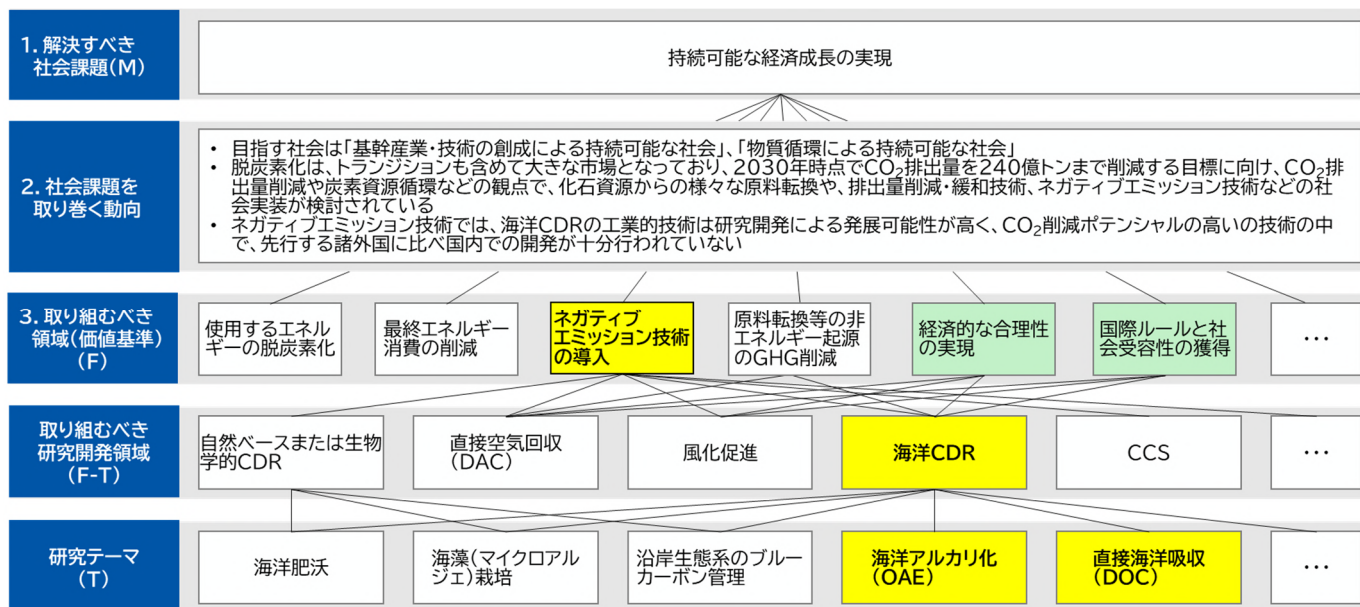 1. 解決すべき
社会課題(M)
持続可能な経済成長の実現
2. 社会課題を
取り巻く動向
• 目指す社会は「基幹産業・技術の創成による持続可能な社会」、「物質循環による持続可能な社会」
• 脱炭素化は、トランジションも含めて大きな市場となっており、2030年時点でCO₂排出量を240億トンまで削減する目標に向け、CO₂排
出量削減や炭素資源循環などの観点で、化石資源からの様々な原料転換や、排出量削減・緩和技術、ネガティブエミッション技術などの社
会実装が検討されている
• ネガティブエミッション技術では、海洋CDRの工業的技術は研究開発による発展可能性が高く、CO₂削減ポテンシャルの高いの技術の中
で、先行する諸外国に比べ国内での開発が十分行われていない
3. 取り組むべき
領域(価値基準)
(F)
使用するエネル
ギーの脱炭素化
最終エネルギー
消費の削減
ネガティブ
エミッション技術
の導入
原料転換等の非
エネルギー起源
のGHG削減
経済的な合理性
の実現
国際ルールと社
会受容性の獲得
…
取り組むべき
研究開発領域
(F-T)
自然ベースまたは生物
学的CDR
直接空気回収
(DAC)
風化促進
海洋CDR
CCS
…
研究テーマ
(T)
海洋肥沃
海藻(マイクロアル
ジェ)栽培
沿岸生態系のブルー
カーボン管理
海洋アルカリ化
(OAE)
直接海洋吸収
(DOC)
…